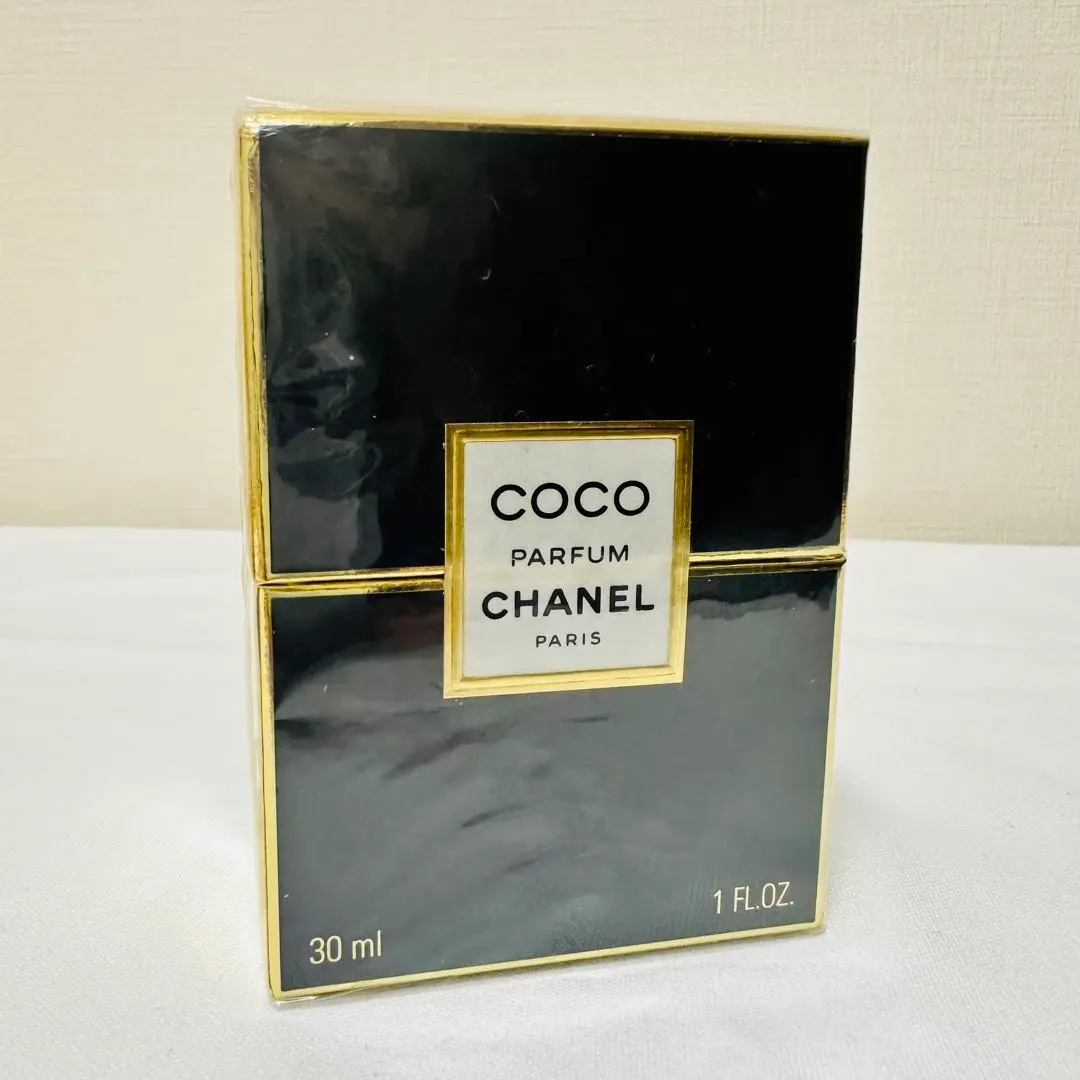 COCO
PARFUM
CHANEL
PARIS
30 ml
1 FL.OZ.